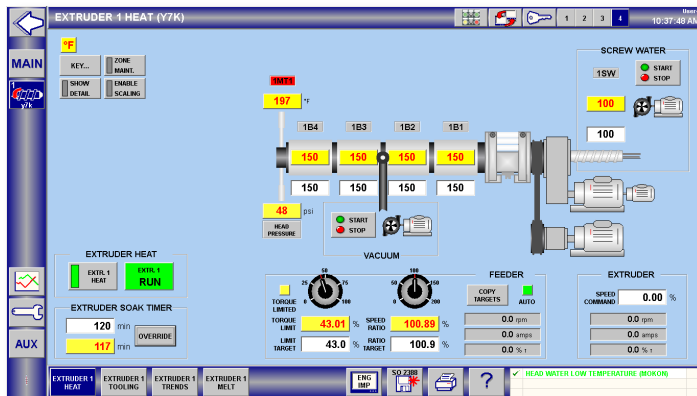 EXTRUDER 1 HEAT (Y7K)
1 2 3 4
User
10:37:48 AM
°F
KEY...
ZONE
MAINT.
SHOW
DETAIL
ENABLE
SCALING
MAIN
1
y7k
AUX
SCREW WATER
1SW
START
STOP
100
100
1MT1
197 °F
1B4 1B3 1B2 1B1
150 150 150 150
150 150 150 150
48 psi
HEAD
PRESSURE
START
STOP
VACUUM
EXTRUDER HEAT
EXTR. 1
HEAT
EXTR. 1
RUN
EXTRUDER SOAK TIMER
120 min
117 min
OVERRIDE
50
25 75
0 100
TORQUE
LIMITED
TORQUE
LIMIT 43.01 %
LIMIT
TARGET 43.0 %
100
50 150
0 200
SPEED
RATIO 100.89 %
RATIO
TARGET 100.9 %
FEEDER
COPY
TARGETS
AUTO
0.0 rpm
0.0 amps
0.0 % τ
EXTRUDER
SPEED
COMMAND 0.00 %
0.0 rpm
0.0 amps
0.0 % τ
EXTRUDER 1
HEAT
EXTRUDER 1
TOOLING
EXTRUDER 1
TRENDS
EXTRUDER 1
MELT
ENG
IMP
SO 2388
?
HEAD WATER LOW TEMPERATURE (MOKON)